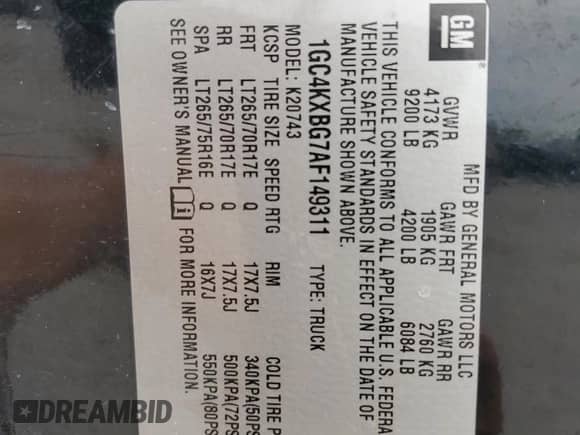 GM
MFD BY GENERAL MOTORS LLC
GVWR GAWR FRT GAWR RR
4173 KG 1905 KG 2760 KG
9200 LB 4200 LB 6084 LB
THIS VEHICLE CONFORMS TO ALL APPLICABLE U.S. FEDERA
VEHICLE SAFETY STANDARDS IN EFFECT ON THE DATE OF
MANUFACTURE SHOWN ABOVE.
1GC4KXBG7AF149311 TYPE: TRUCK
MODEL: K20743
KCSP TIRE SIZE SPEED RTG RIM COLD TIRE P
FRT LT265/70R17E Q 17X7.5J 340KPA(50PS
RR LT265/70R17E Q 17X7.5J 500KPA(72PS
SPA LT265/75R16E Q 16X7J 550KPA(80PS
SEE OWNER'S MANUAL i FOR MORE INFORMATION.
DREAMBID